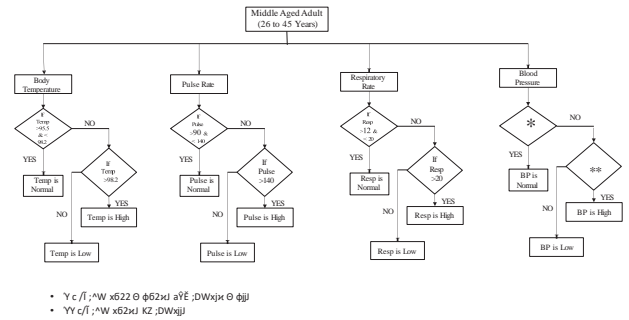 Middle Aged Adult
(26 to 45 Years)
Body
Temperature
Pulse Rate
Respiratory
Rate
Blood
Pressure
If
Temp
>95.5
& <
98.2
NO
YES
Temp is
Normal
If
Temp
>98.2
NO
YES
Temp is High
Temp is Low
If
Pulse
>90 &
< 140
NO
YES
Pulse is
Normal
If
Pulse
>140
NO
YES
Pulse is High
Pulse is Low
If
Resp
>12 &
< 20
NO
YES
Resp is
Normal
If
Resp
>20
NO
YES
Resp is High
Resp is Low
*
NO
YES
BP is
Normal
**
NO
YES
BP is High
BP is Low